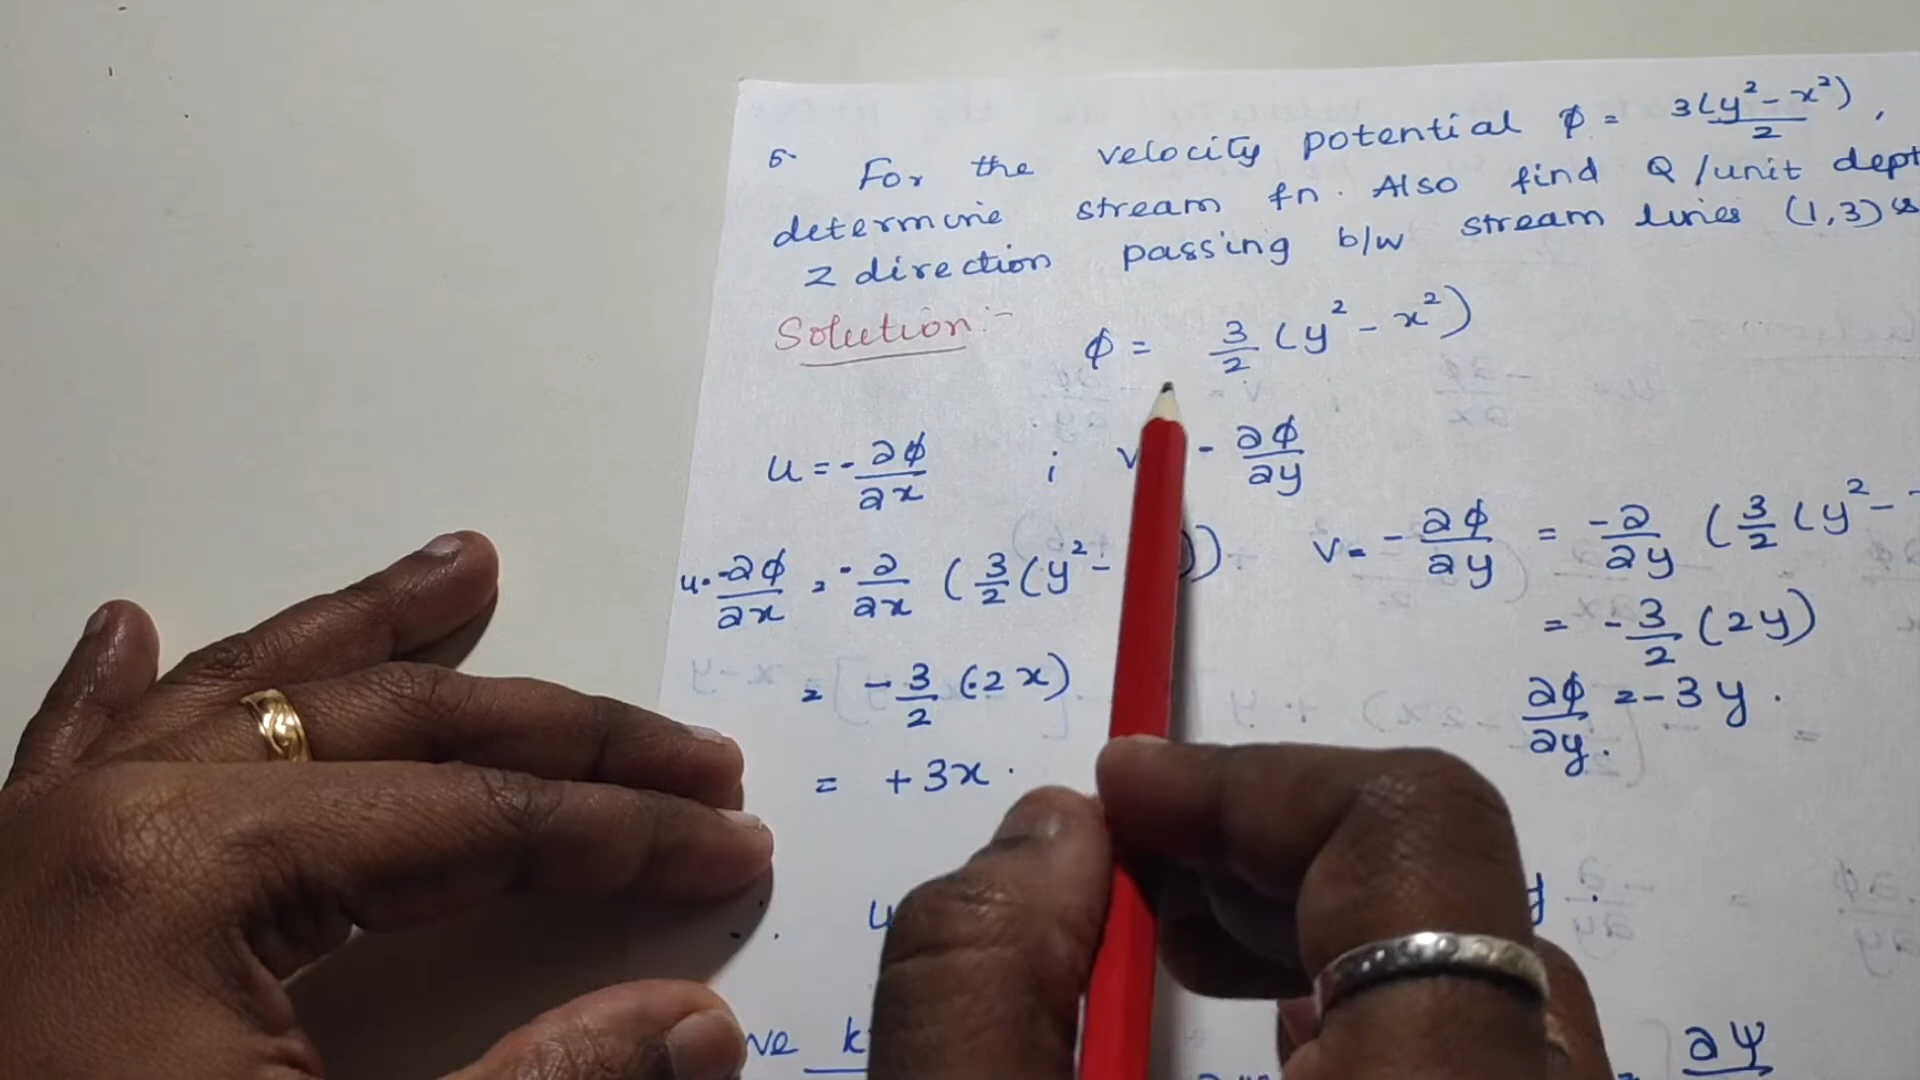 5. For the velocity potential ϕ = 3(y² - x²)/2 ,
determine stream fn. Also find Q /unit dept
z direction passing b/w stream lines (1,3) &
Solution:-
ϕ = 3/2 (y² - x²)
u = -∂ϕ/∂x ; v - ∂ϕ/∂y
u = -∂ϕ/∂x = -∂/∂x (3/2 (y² - )) v = -∂ϕ/∂y = -∂/∂y (3/2 (y² -
= -3/2 (-2x) = -3/2 (2y)
= +3x . ∂ϕ/∂y = -3y .
u
∂ψ